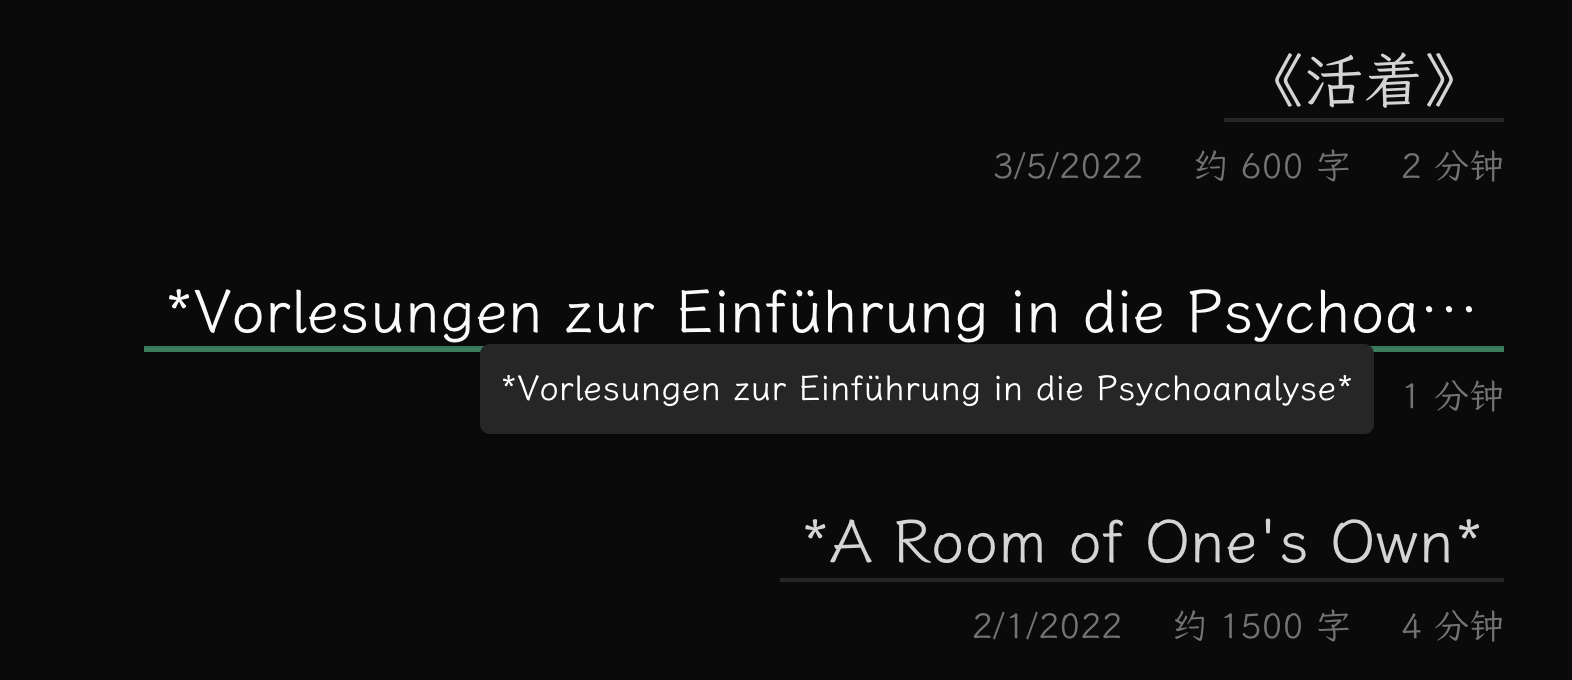 《活着》
3/5/2022 约 600 字 2 分钟
*Vorlesungen zur Einführung in die Psychoa…
*Vorlesungen zur Einführung in die Psychoanalyse*
1 分钟
*A Room of One's Own*
2/1/2022 约 1500 字 4 分钟